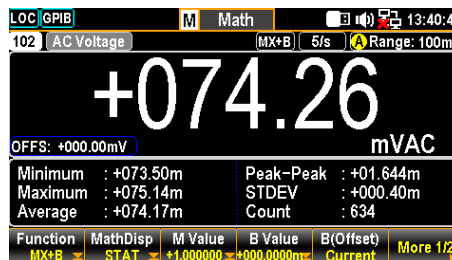 LOC GPIB M Math 13:40:4
102 AC Voltage MX+B 5/s A Range: 100m
+074.26
OFFS: +000.00mV mVAC
Minimum : +073.50m Peak-Peak : +01.644m
Maximum : +075.14m STDEV : +000.40m
Average : +074.17m Count : 634
Function MathDisp M Value B Value B(Offset) More 1/2
MX+B STAT +1.000000 +000.0000m Current